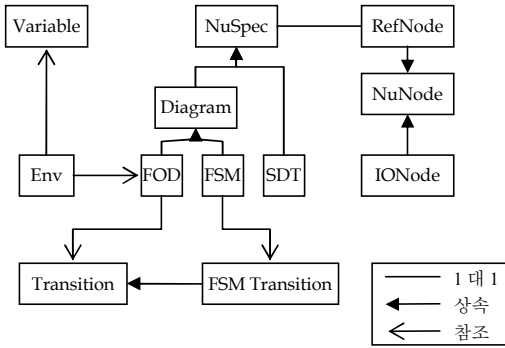 Variable
NuSpec
RefNode
Diagram
NuNode
Env
FOD
FSM
SDT
IONode
Transition
FSM Transition
1 대 1
상속
참조